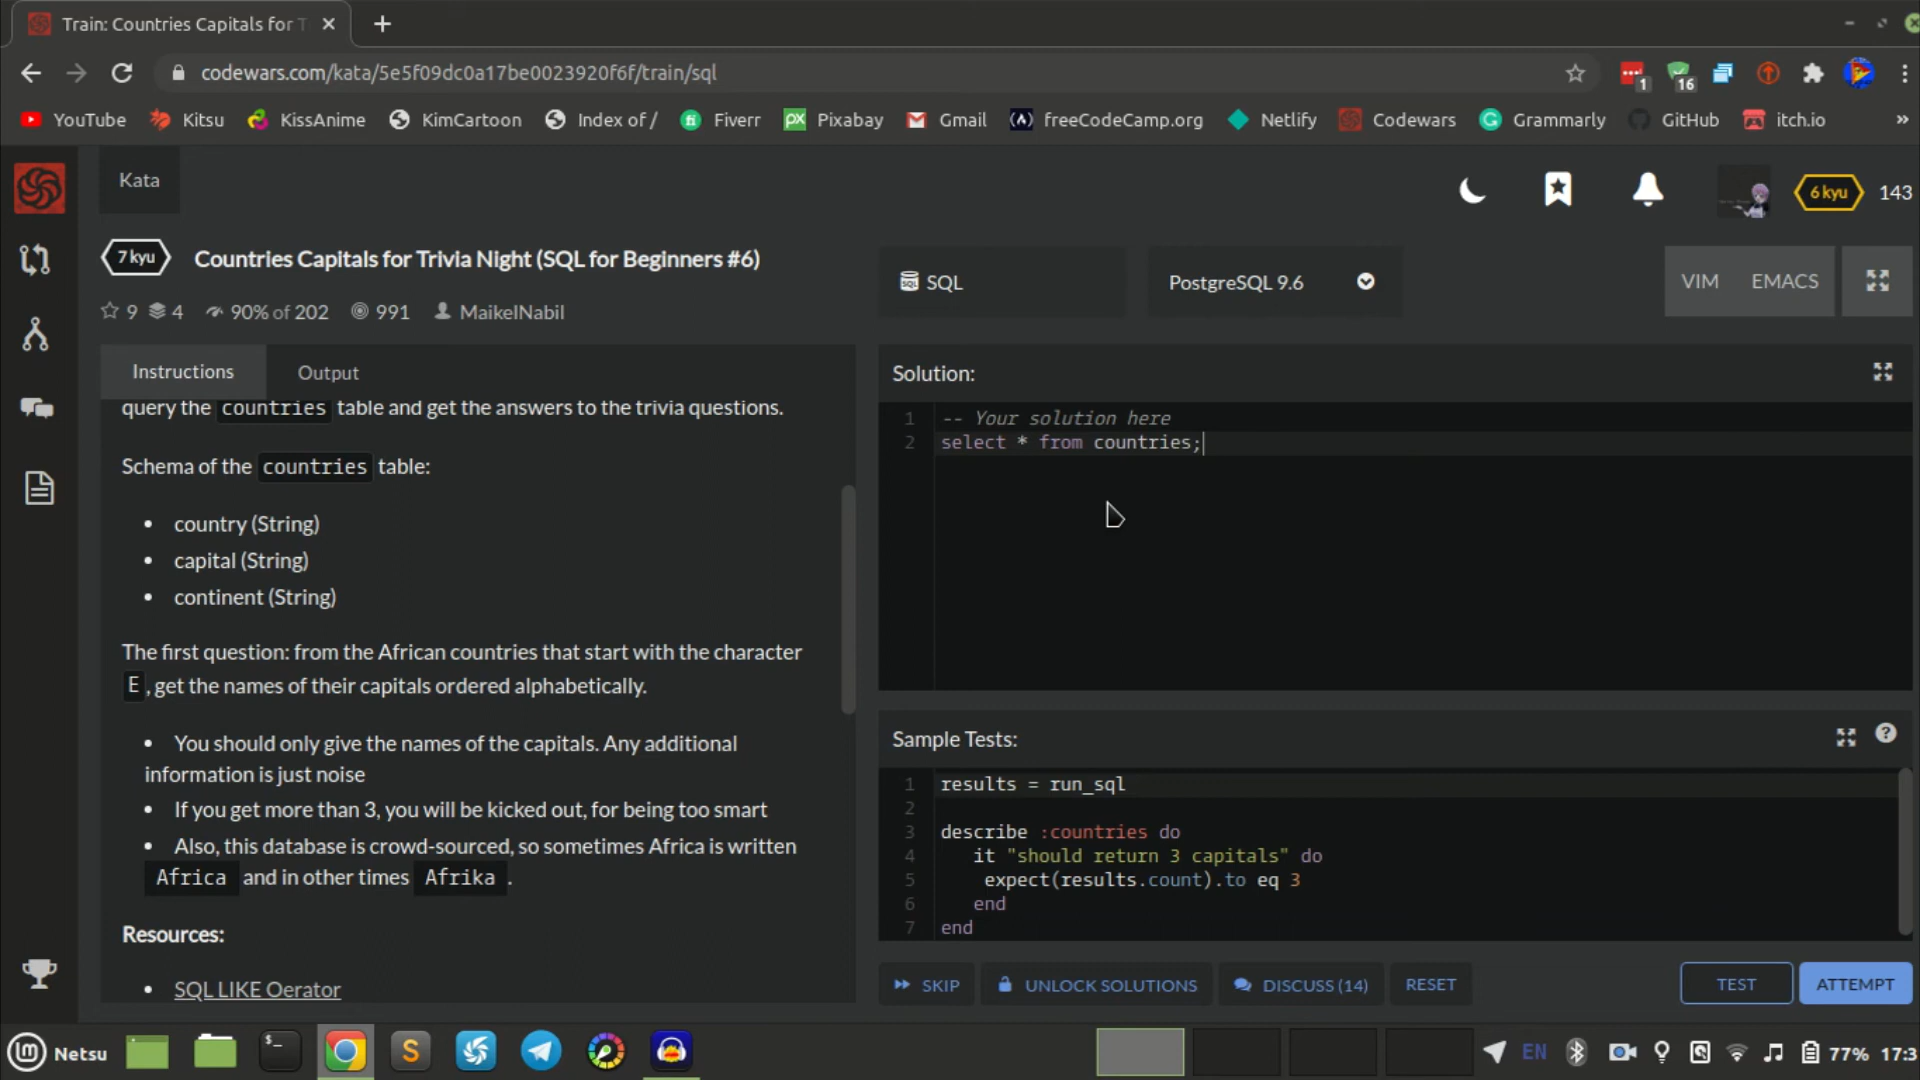 Train: Countries Capitals for T
codewars.com/kata/5e5f09dc0a17be0023920f6f/train/sql
1
16
YouTube
Kitsu
KissAnime
KimCartoon
Index of /
Fiverr
Pixabay
Gmail
freeCodeCamp.org
Netlify
Codewars
Grammarly
GitHub
itch.io
»
Kata
6 kyu
143
7 kyu
Countries Capitals for Trivia Night (SQL for Beginners #6)
9
4
90% of 202
991
MaikelNabil
SQL
PostgreSQL 9.6
VIM
EMACS
Instructions
Output
query the countries table and get the answers to the trivia questions.
Schema of the countries table:
• country (String)
• capital (String)
• continent (String)
The first question: from the African countries that start with the character
E , get the names of their capitals ordered alphabetically.
• You should only give the names of the capitals. Any additional
information is just noise
• If you get more than 3, you will be kicked out, for being too smart
• Also, this database is crowd-sourced, so sometimes Africa is written
Africa and in other times Afrika .
Resources:
• SQL LIKE Oerator
Solution:
1 -- Your solution here
2 select * from countries;
Sample Tests:
1 results = run_sql
2
3 describe :countries do
4 it "should return 3 capitals" do
5 expect(results.count).to eq 3
6 end
7 end
SKIP
UNLOCK SOLUTIONS
DISCUSS (14)
RESET
TEST
ATTEMPT
Netsu
EN
77%
17:3